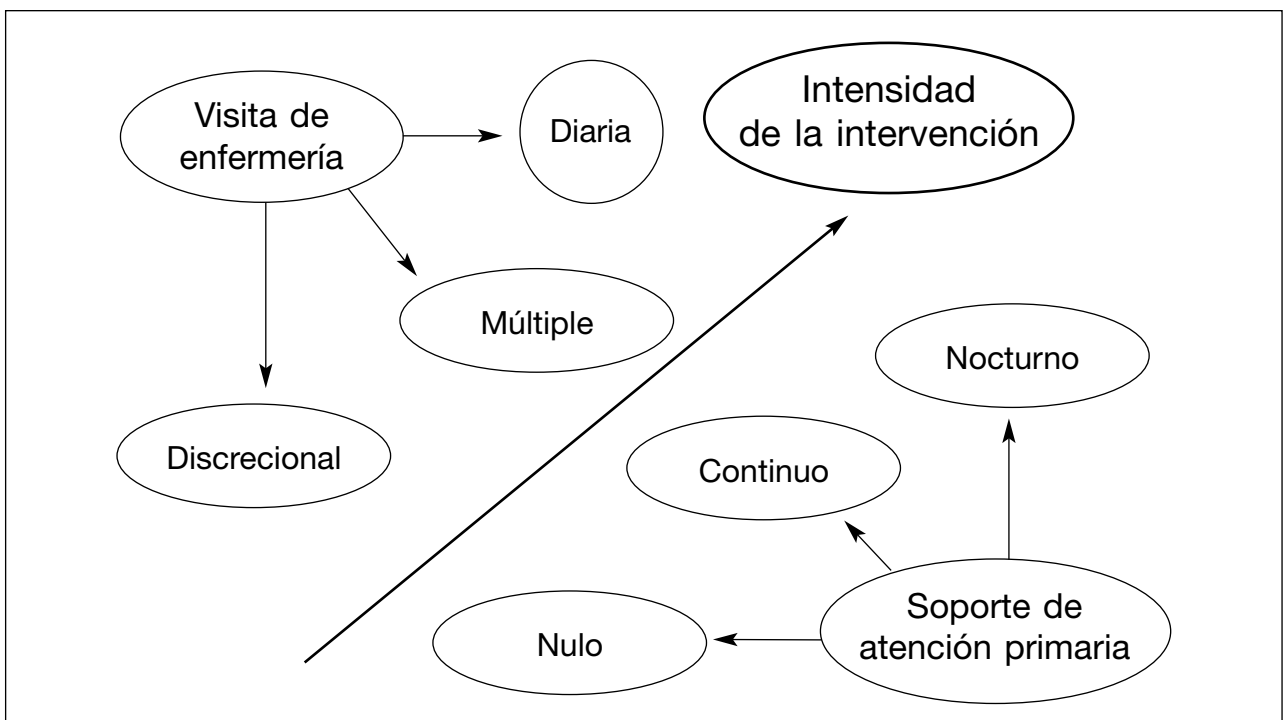 Visita de
enfermería
Diaria
Intensidad
de la intervención
Múltiple
Discrecional
Nocturno
Continuo
Nulo
Soporte de
atención primaria